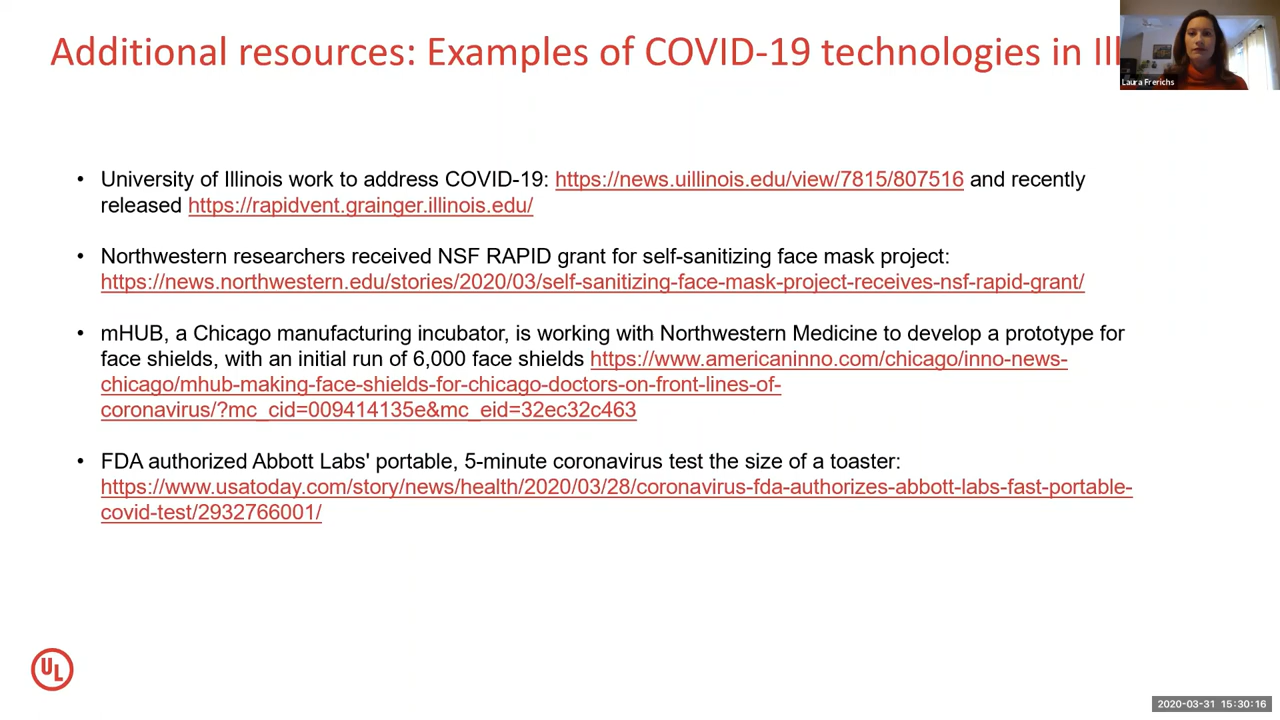 Additional resources: Examples of COVID-19 technologies in Ill
Laura Frerichs
• University of Illinois work to address COVID-19: https://news.uillinois.edu/view/7815/807516 and recently
released https://rapidvent.grainger.illinois.edu/
• Northwestern researchers received NSF RAPID grant for self-sanitizing face mask project:
https://news.northwestern.edu/stories/2020/03/self-sanitizing-face-mask-project-receives-nsf-rapid-grant/
• mHUB, a Chicago manufacturing incubator, is working with Northwestern Medicine to develop a prototype for
face shields, with an initial run of 6,000 face shields https://www.americaninno.com/chicago/inno-news-
chicago/mhub-making-face-shields-for-chicago-doctors-on-front-lines-of-
coronavirus/?mc_cid=009414135e&mc_eid=32ec32c463
• FDA authorized Abbott Labs' portable, 5-minute coronavirus test the size of a toaster:
https://www.usatoday.com/story/news/health/2020/03/28/coronavirus-fda-authorizes-abbott-labs-fast-portable-
covid-test/2932766001/
UL
2020-03-31 15:30:16